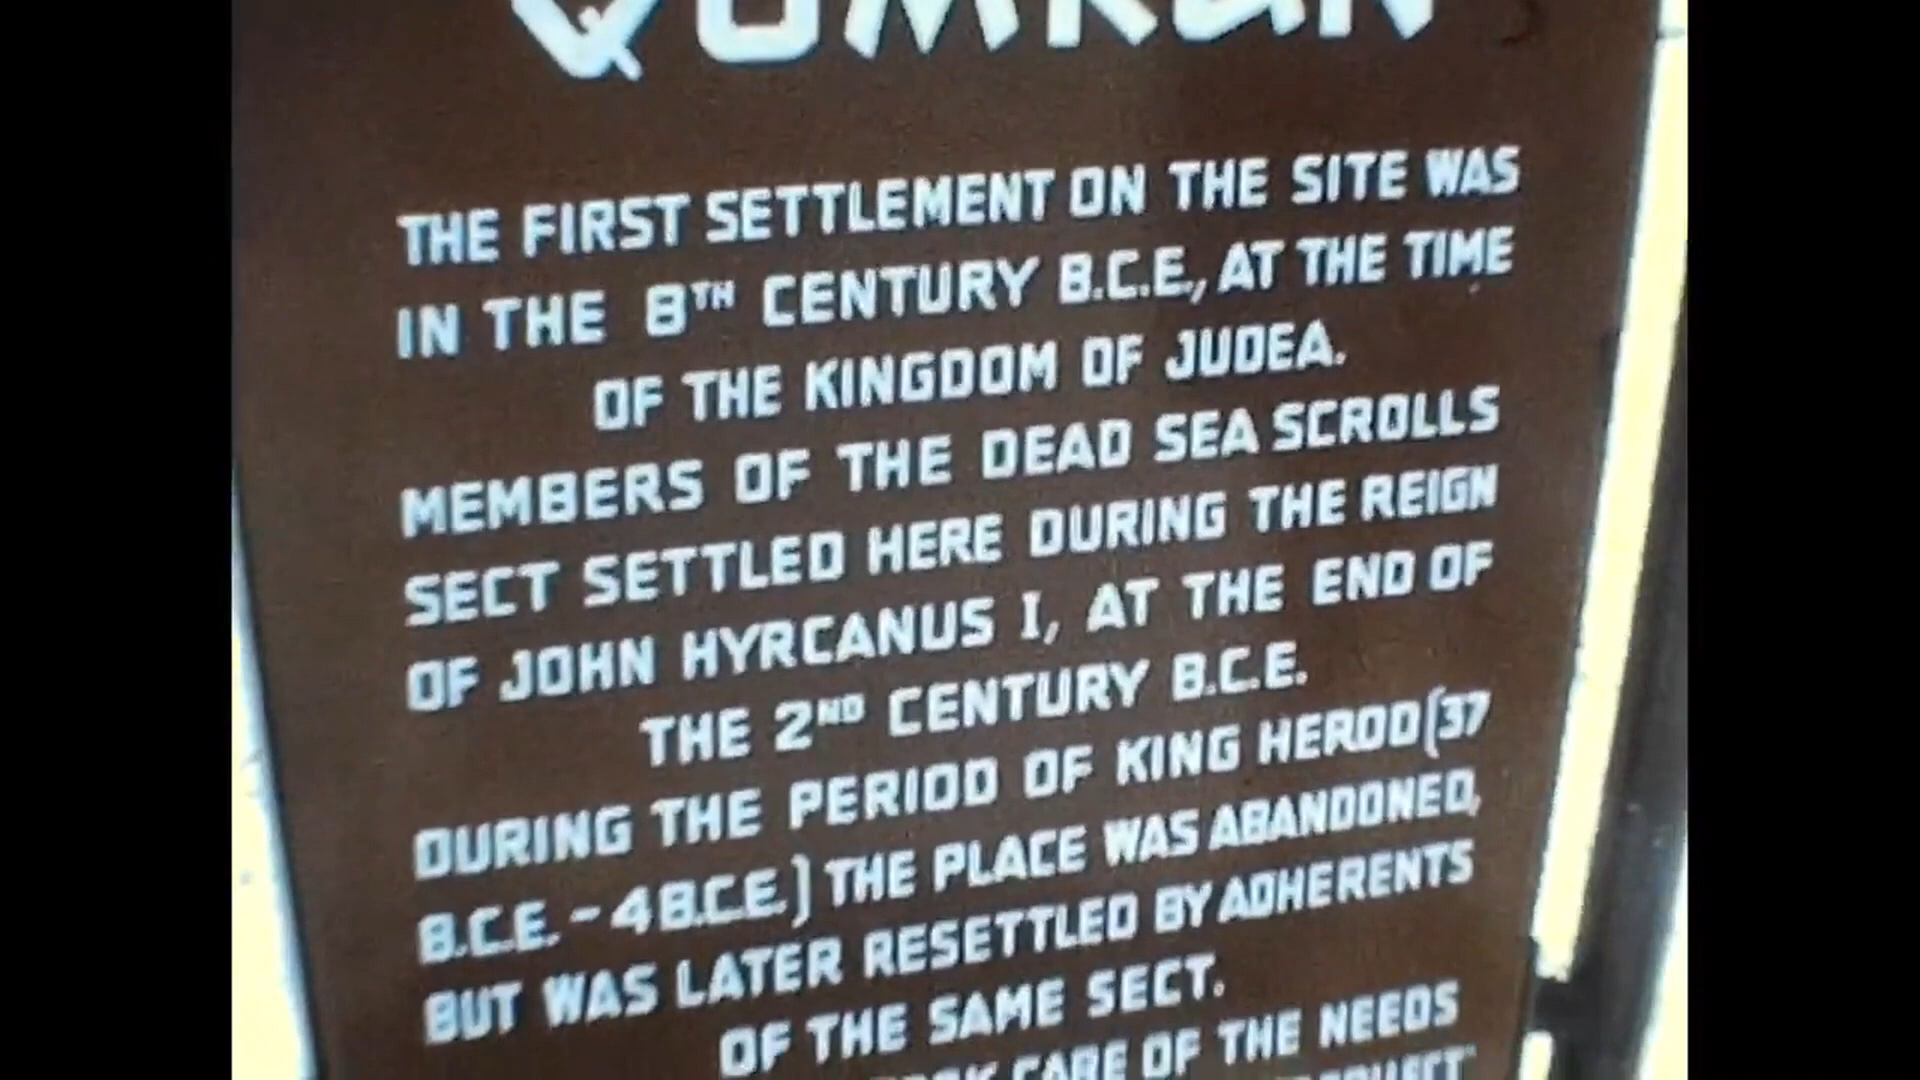 QUMRAN
THE FIRST SETTLEMENT ON THE SITE WAS
IN THE 8TH CENTURY B.C.E., AT THE TIME
OF THE KINGDOM OF JUDEA.
MEMBERS OF THE DEAD SEA SCROLLS
SECT SETTLED HERE DURING THE REIGN
OF JOHN HYRCANUS I, AT THE END OF
THE 2ND CENTURY B.C.E.
DURING THE PERIOD OF KING HEROD (37
B.C.E. - 4 B.C.E.) THE PLACE WAS ABANDONED,
BUT WAS LATER RESETTLED BY ADHERENTS
OF THE SAME SECT.
CARE OF THE NEEDS